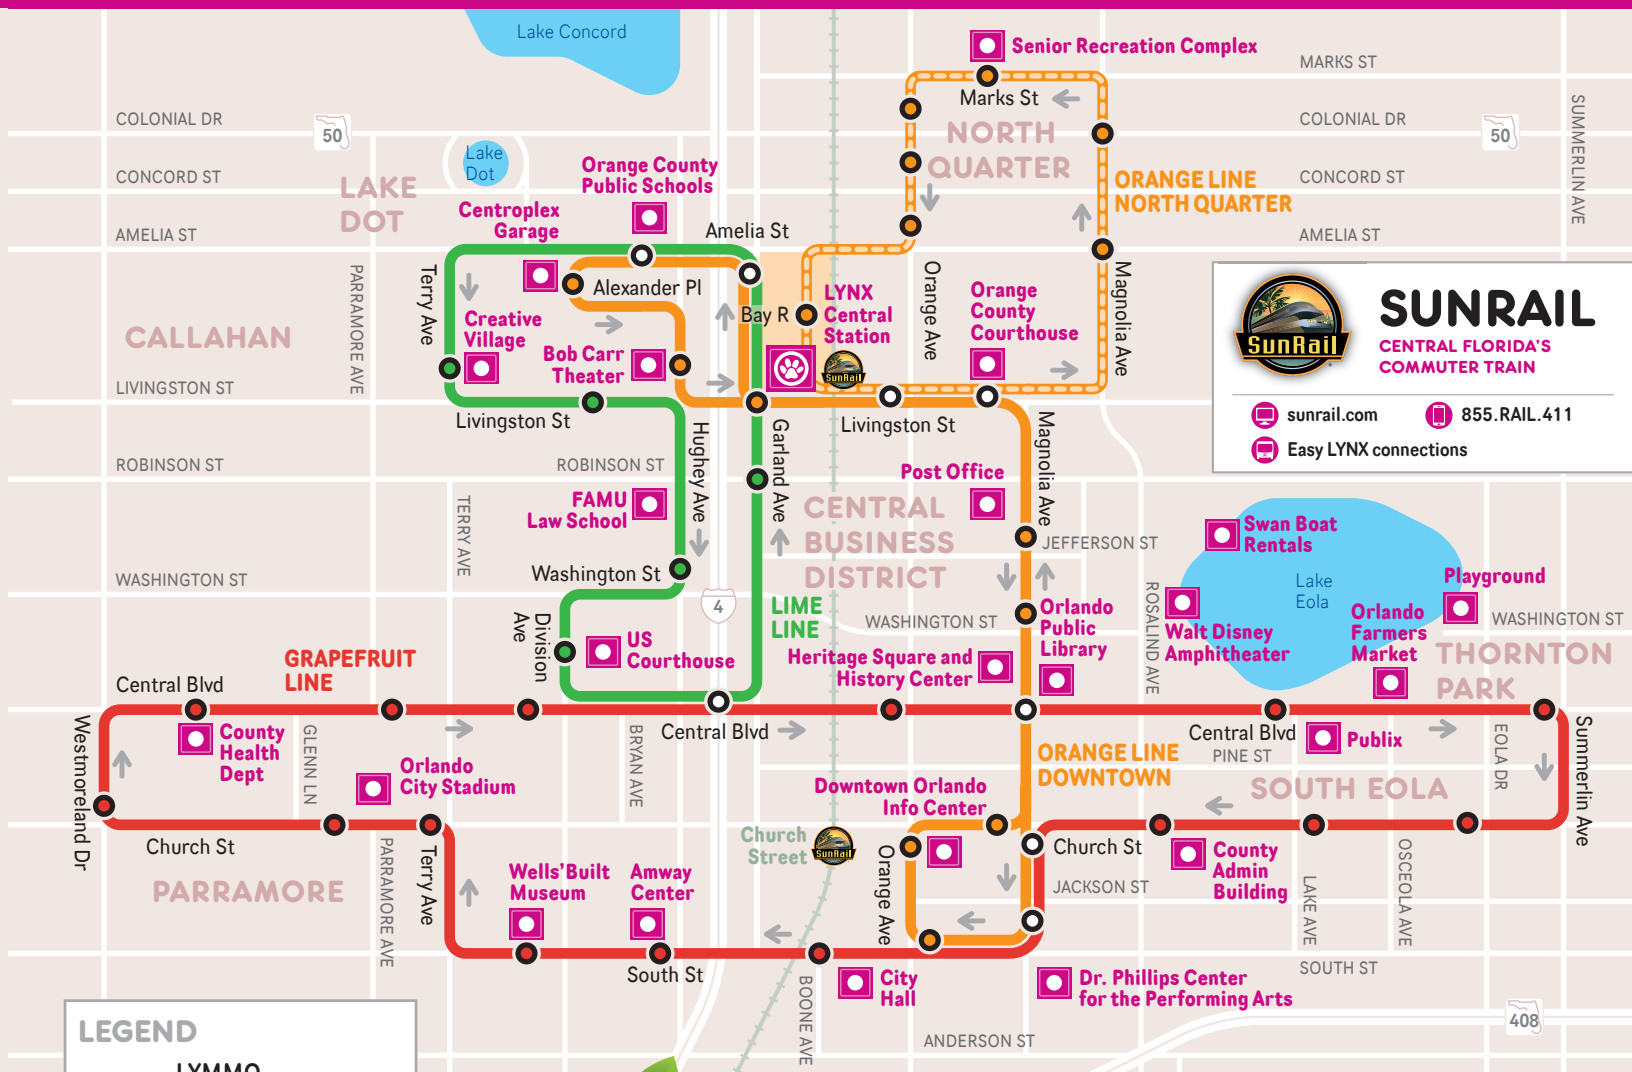 Lake Concord
Senior Recreation Complex
MARKS ST
Marks St
COLONIAL DR
50
Lake
Dot
NORTH
QUARTER
COLONIAL DR
50
SUMMERLIN AVE
CONCORD ST
LAKE
DOT
Orange County
Public Schools
ORANGE LINE
NORTH QUARTER
CONCORD ST
Centroplex
Garage
Amelia St
AMELIA ST
AMELIA ST
PARRAMORE AVE
Terry Ave
Alexander Pl
Bay R
LYNX
Central
Station
Orange Ave
Orange
County
Courthouse
Magnolia Ave
SunRail
SUNRAIL
CENTRAL FLORIDA'S
COMMUTER TRAIN
sunrail.com
855.RAIL.411
Easy LYNX connections
CALLAHAN
Creative
Village
Bob Carr
Theater
SunRail
LIVINGSTON ST
Livingston St
Livingston St
Hughey Ave
Garland Ave
Magnolia Ave
ROBINSON ST
ROBINSON ST
Post Office
TERRY AVE
FAMU
Law School
CENTRAL
BUSINESS
DISTRICT
JEFFERSON ST
Swan Boat
Rentals
Lake
Eola
Playground
WASHINGTON ST
Washington St
4
LIME
LINE
WASHINGTON ST
Orlando
Public
Library
ROSALIND AVE
Walt Disney
Amphitheater
Orlando
Farmers
Market
WASHINGTON ST
THORNTON
PARK
Division
Ave
US
Courthouse
Heritage Square and
History Center
GRAPEFRUIT
LINE
Central Blvd
Westmoreland Dr
County
Health
Dept
GLENN LN
BRYAN AVE
Central Blvd
ORANGE LINE
DOWNTOWN
Central Blvd
PINE ST
Publix
EOLA DR
Summerlin Ave
Orlando
City Stadium
Downtown Orlando
Info Center
SOUTH EOLA
Church St
PARRAMORE AVE
Terry Ave
Church
Street
SunRail
Orange Ave
Church St
JACKSON ST
County
Admin
Building
LAKE AVE
OSCEOLA AVE
PARRAMORE
Wells'Built
Museum
Amway
Center
South St
BOONE AVE
City
Hall
Dr. Phillips Center
for the Performing Arts
SOUTH ST
408
ANDERSON ST
LEGEND
LYMMO